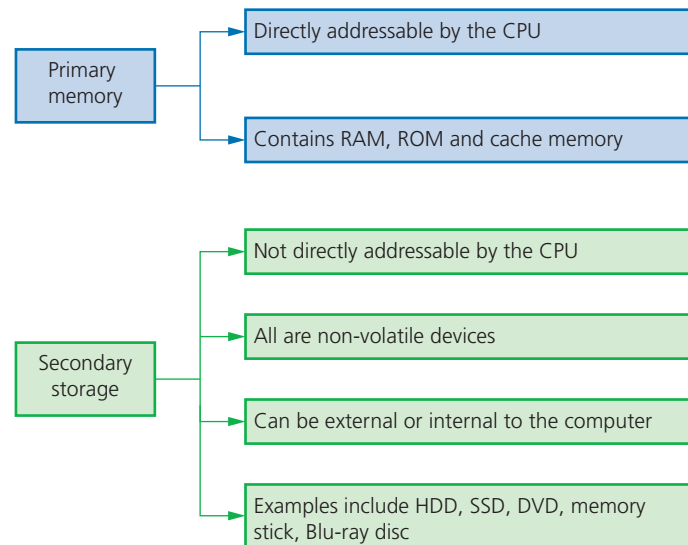 Primary
memory
Directly addressable by the CPU
Contains RAM, ROM and cache memory
Secondary
storage
Not directly addressable by the CPU
All are non-volatile devices
Can be external or internal to the computer
Examples include HDD, SSD, DVD, memory
stick, Blu-ray disc